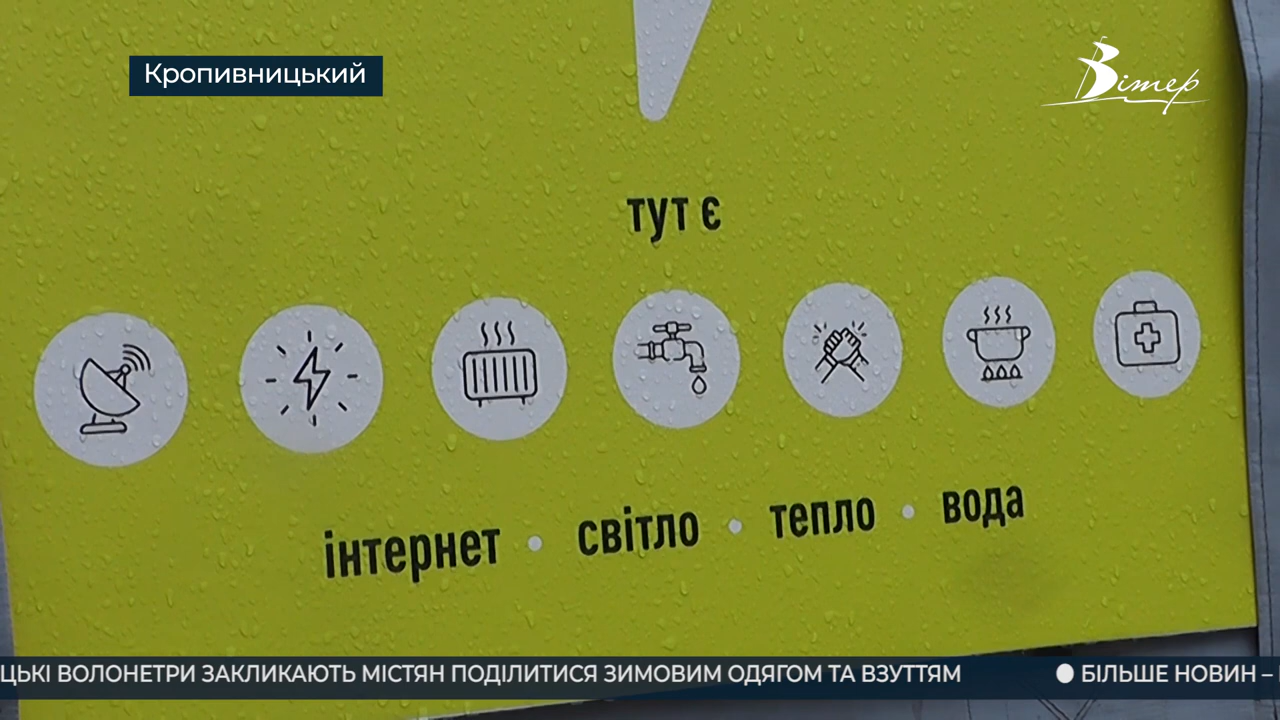 Кропивницький
Вітер
тут є
інтернет • світло • тепло • вода
ЦЬКІ ВОЛОНЕТРИ ЗАКЛИКАЮТЬ МІСТЯН ПОДІЛИТИСЯ ЗИМОВИМ ОДЯГОМ ТА ВЗУТТЯМ ● БІЛЬШЕ НОВИН –